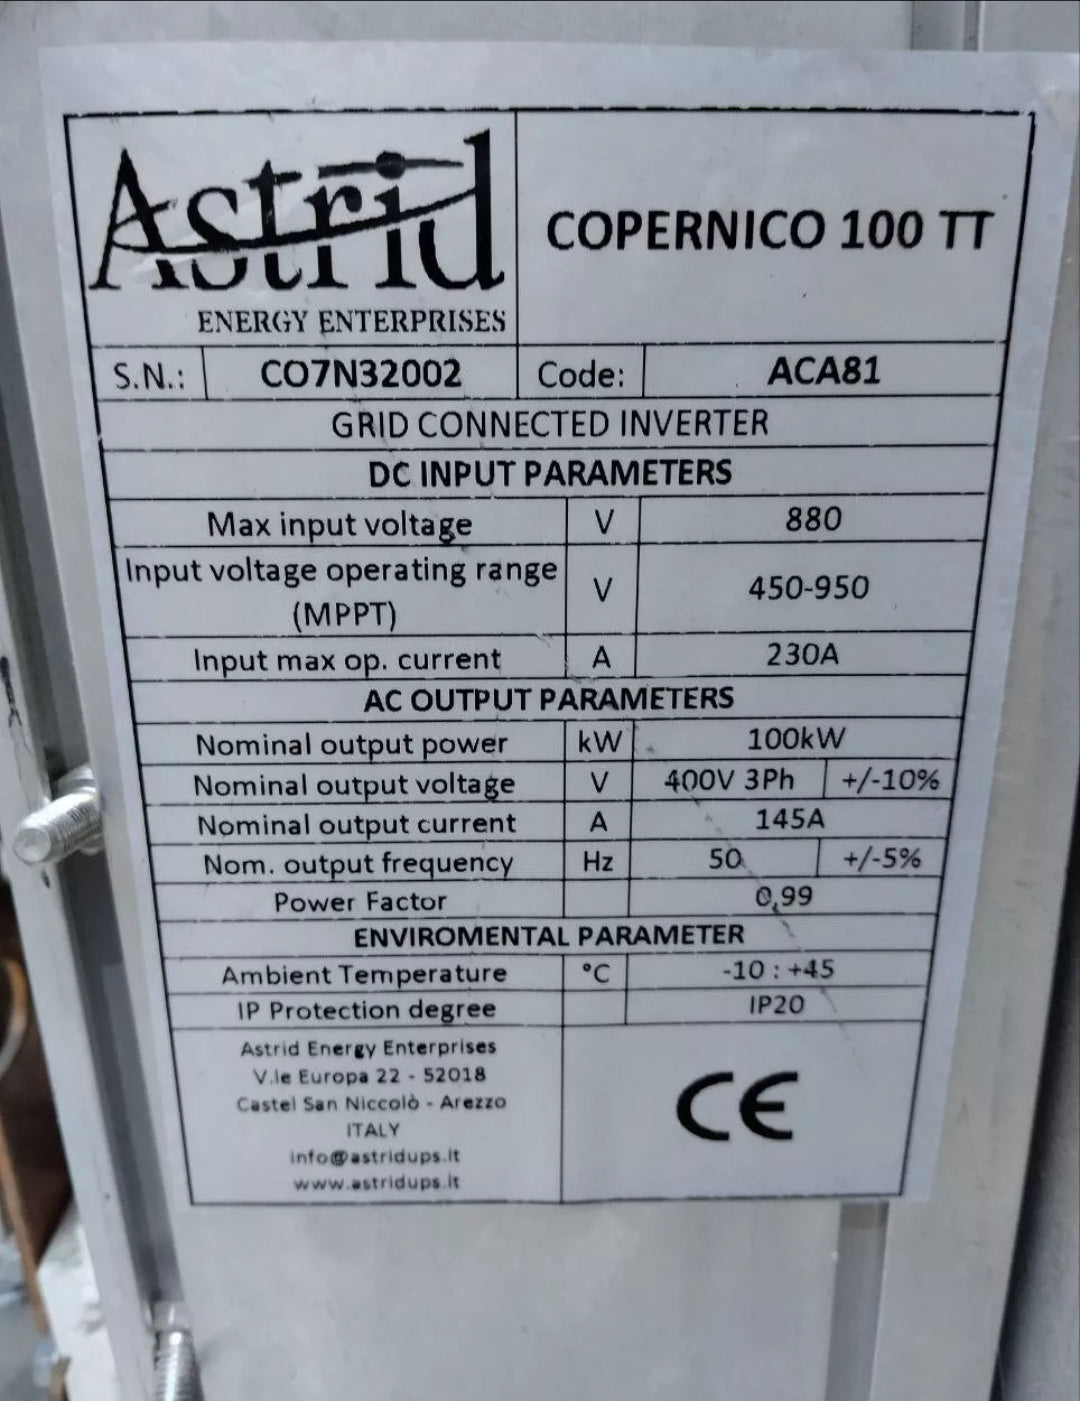 Astrid
ENERGY ENTERPRISES
COPERNICO 100 TT
S.N.: CO7N32002 Code: ACA81
GRID CONNECTED INVERTER
DC INPUT PARAMETERS
Max input voltage V 880
Input voltage operating range
(MPPT) V 450-950
Input max op. current A 230A
AC OUTPUT PARAMETERS
Nominal output power kW 100kW
Nominal output voltage V 400V 3Ph +/-10%
Nominal output current A 145A
Nom. output frequency Hz 50 +/-5%
Power Factor 0,99
ENVIROMENTAL PARAMETER
Ambient Temperature °C -10 : +45
IP Protection degree IP20
Astrid Energy Enterprises
V.le Europa 22 - 52018
Castel San Niccolò - Arezzo
ITALY
info@astridups.it
www.astridups.it
CE